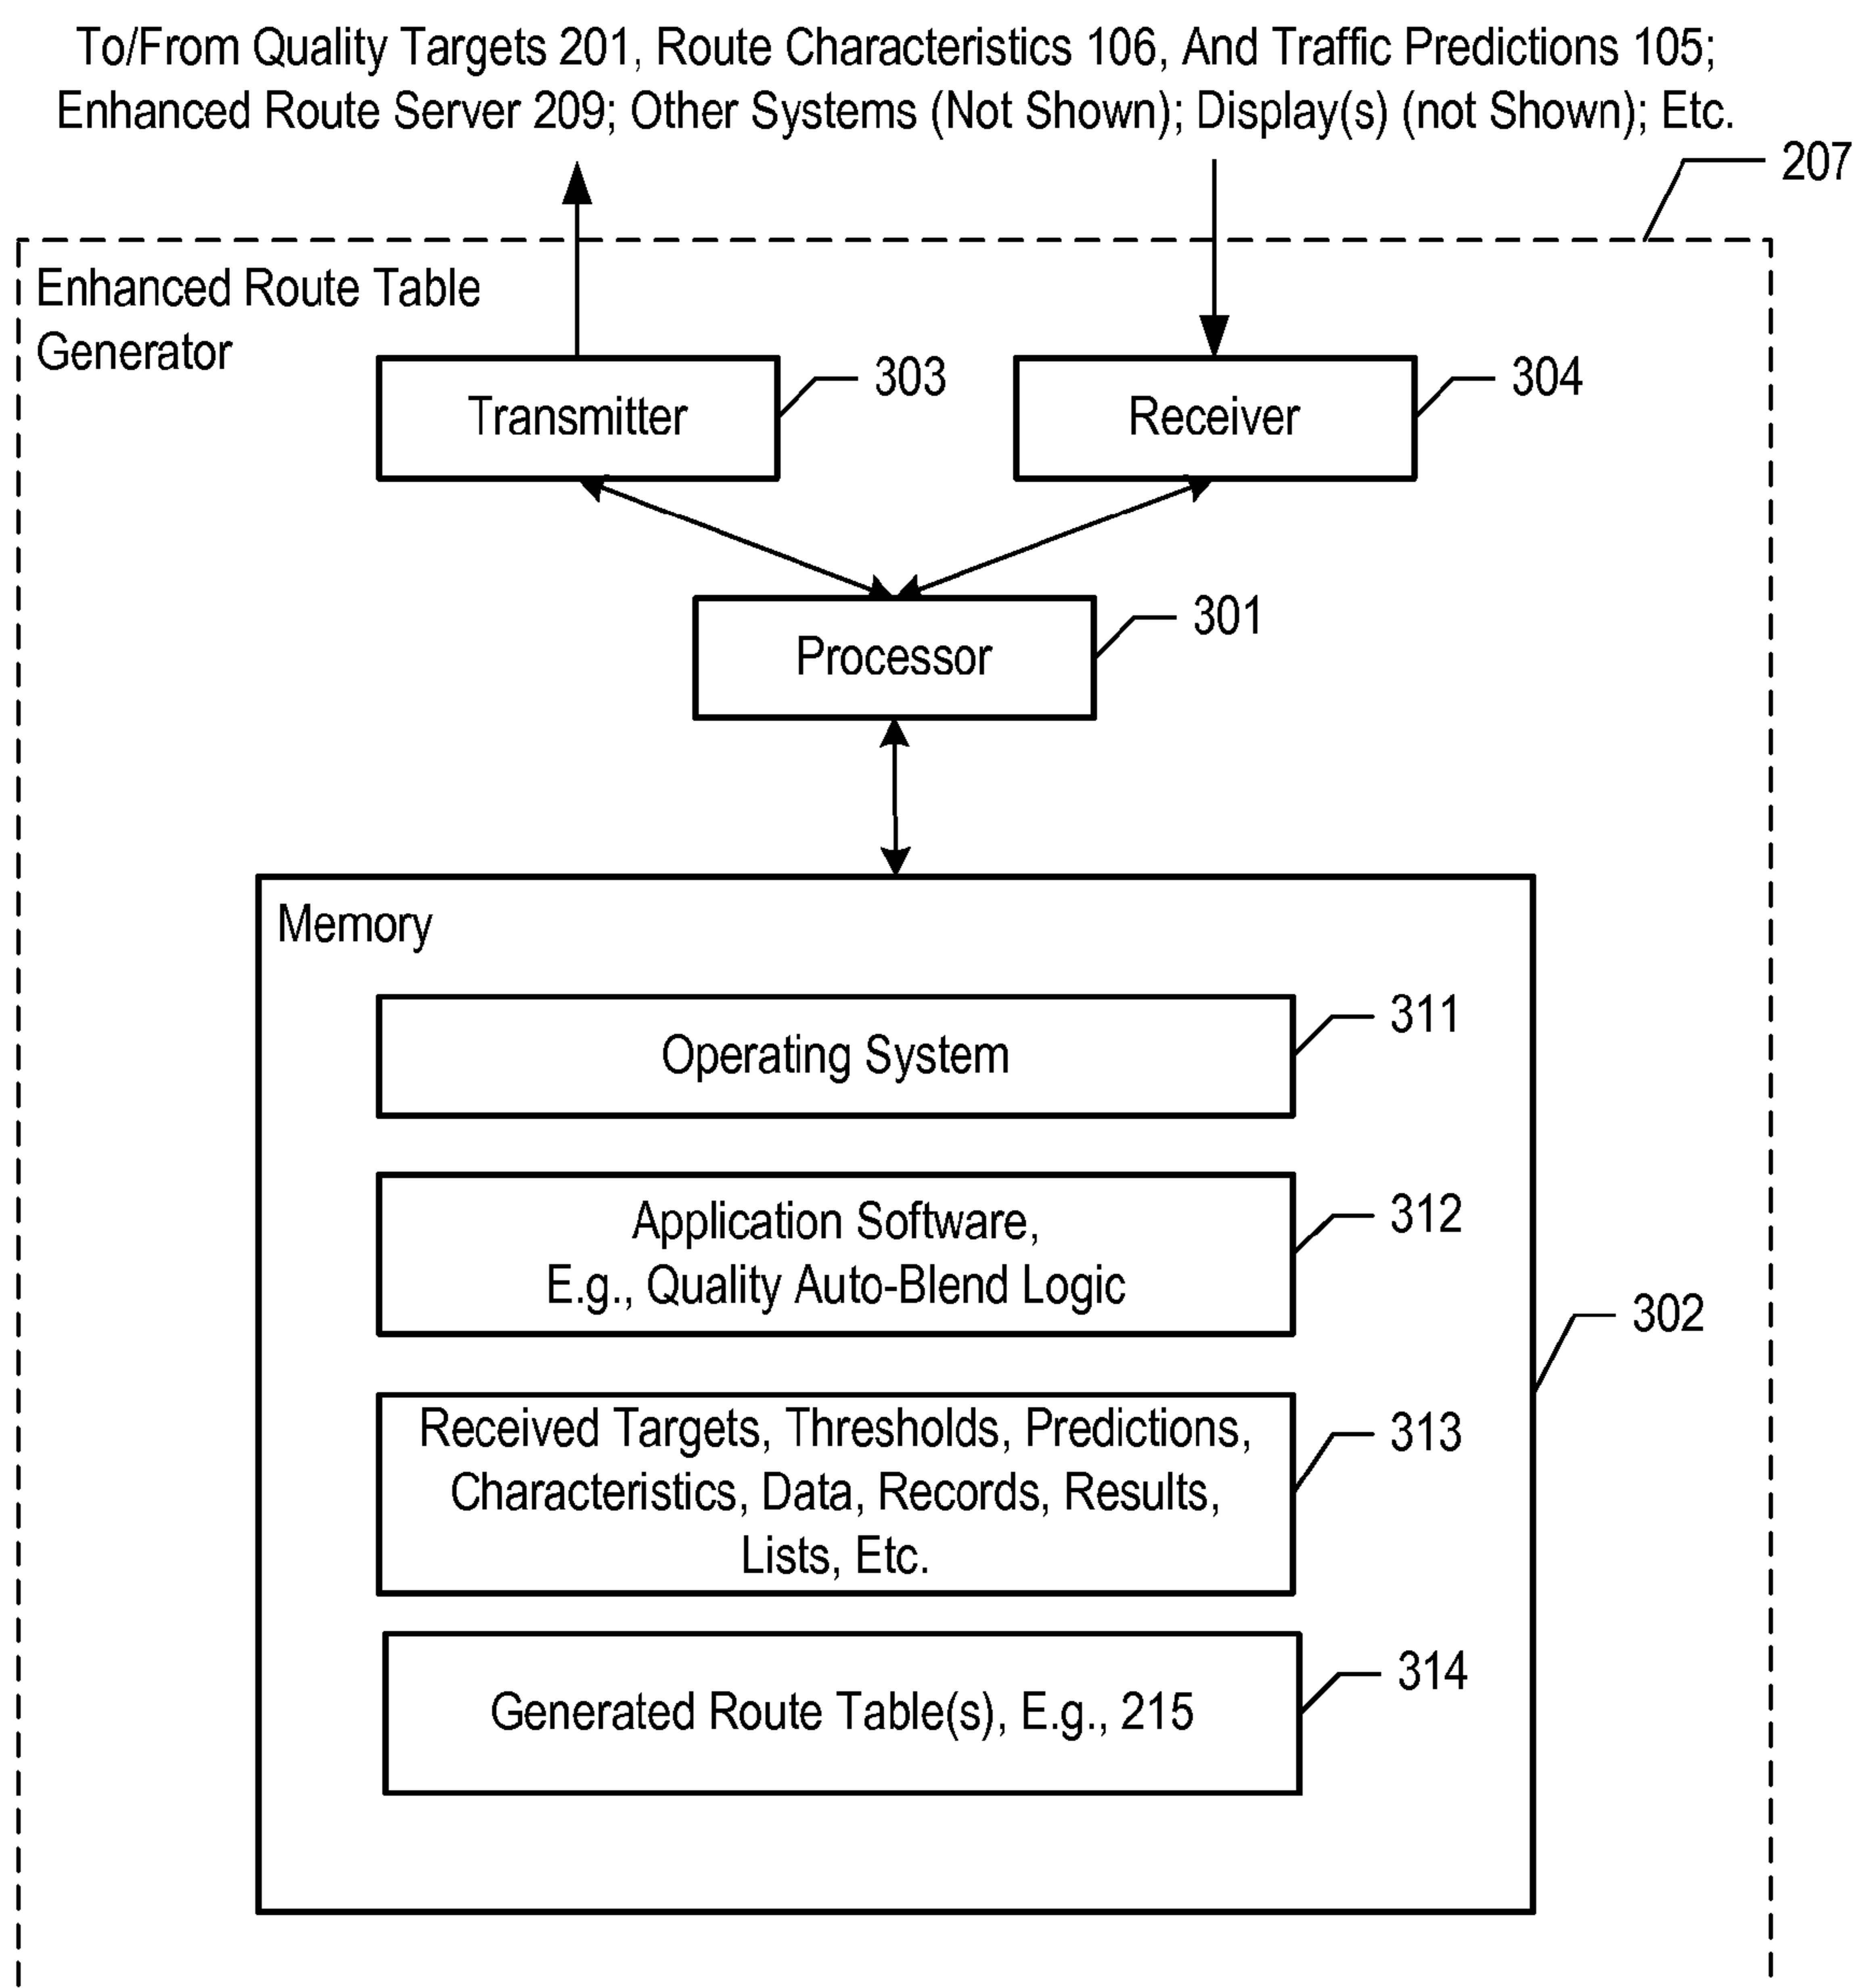 To/From Quality Targets 201, Route Characteristics 106, And Traffic Predictions 105;
Enhanced Route Server 209; Other Systems (Not Shown); Display(s) (not Shown); Etc.
207
Enhanced Route Table
Generator
Transmitter
303
Receiver
304
Processor
301
Memory
Operating System
311
Application Software,
E.g., Quality Auto-Blend Logic
312
302
Received Targets, Thresholds, Predictions,
Characteristics, Data, Records, Results,
Lists, Etc.
313
Generated Route Table(s), E.g., 215
314